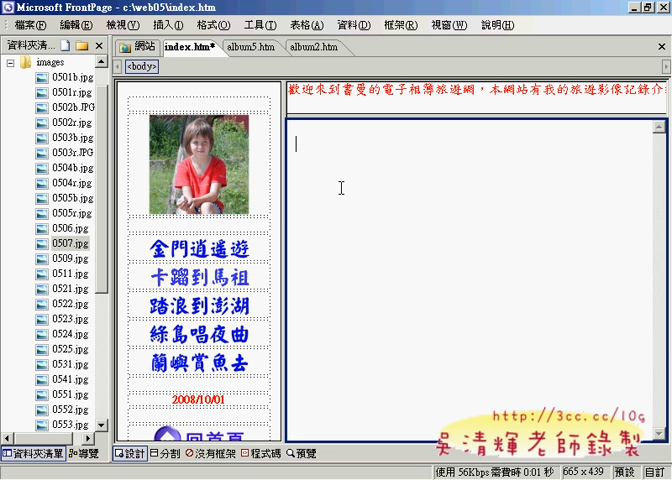 Microsoft FrontPage - c:\web05\index.htm
檔案(F) 編輯(E) 檢視(V) 插入(I) 格式(O) 工具(T) 表格(A) 資料(D) 框架(R) 視窗(W) 說明(H)
資料夾清...
網站 index.htm* album5.htm album2.htm
<body>
images
0501b.jpg
0501r.jpg
0502b.JPG
0502r.jpg
0503b.jpg
0503r.JPG
0504b.jpg
0504r.jpg
0505b.jpg
0505r.jpg
0506.jpg
0507.jpg
0509.jpg
0511.jpg
0521.jpg
0522.jpg
0523.jpg
0524.jpg
0525.jpg
0531.jpg
0541.jpg
0551.jpg
0552.jpg
0553.jpg
歡迎來到書曼的電子相簿旅遊網，本網站有我的旅遊影像記錄介
金門逍遙遊
卡蹓到馬祖
踏浪到澎湖
綠島唱夜曲
蘭嶼賞魚去
2008/10/01
回首頁
http://3cc.cc/10g
吳清輝老師錄製
資料夾清單 導覽 設計 分割 沒有框架 程式碼 預覽
使用 56Kbps 需費時 0:01 秒 665 x 439 預設 自訂